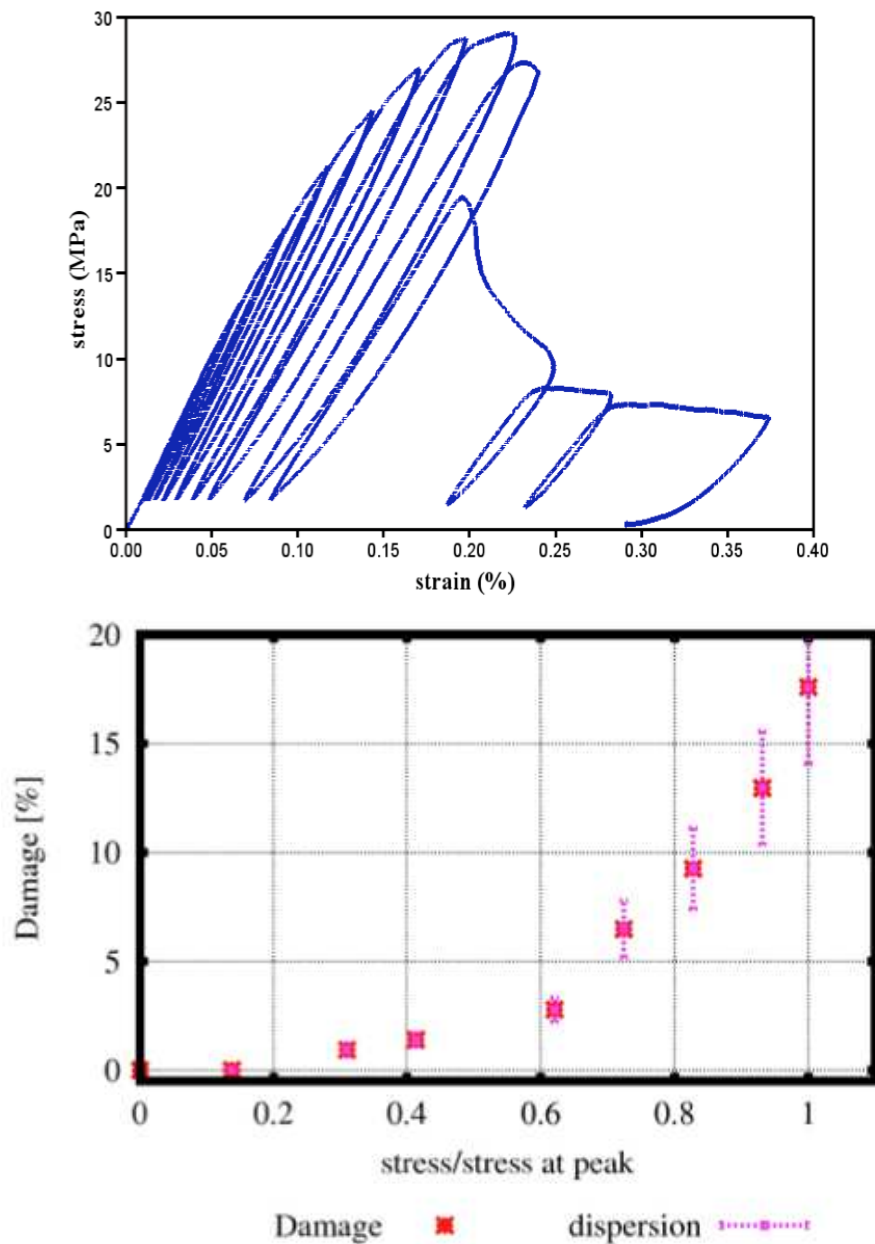 30
25
20
15
10
5
0
stress (MPa)
0.00 0.05 0.10 0.15 0.20 0.25 0.30 0.35 0.40
strain (%)
20
15
10
5
0
Damage [%]
0 0.2 0.4 0.6 0.8 1
stress/stress at peak
Damage dispersion